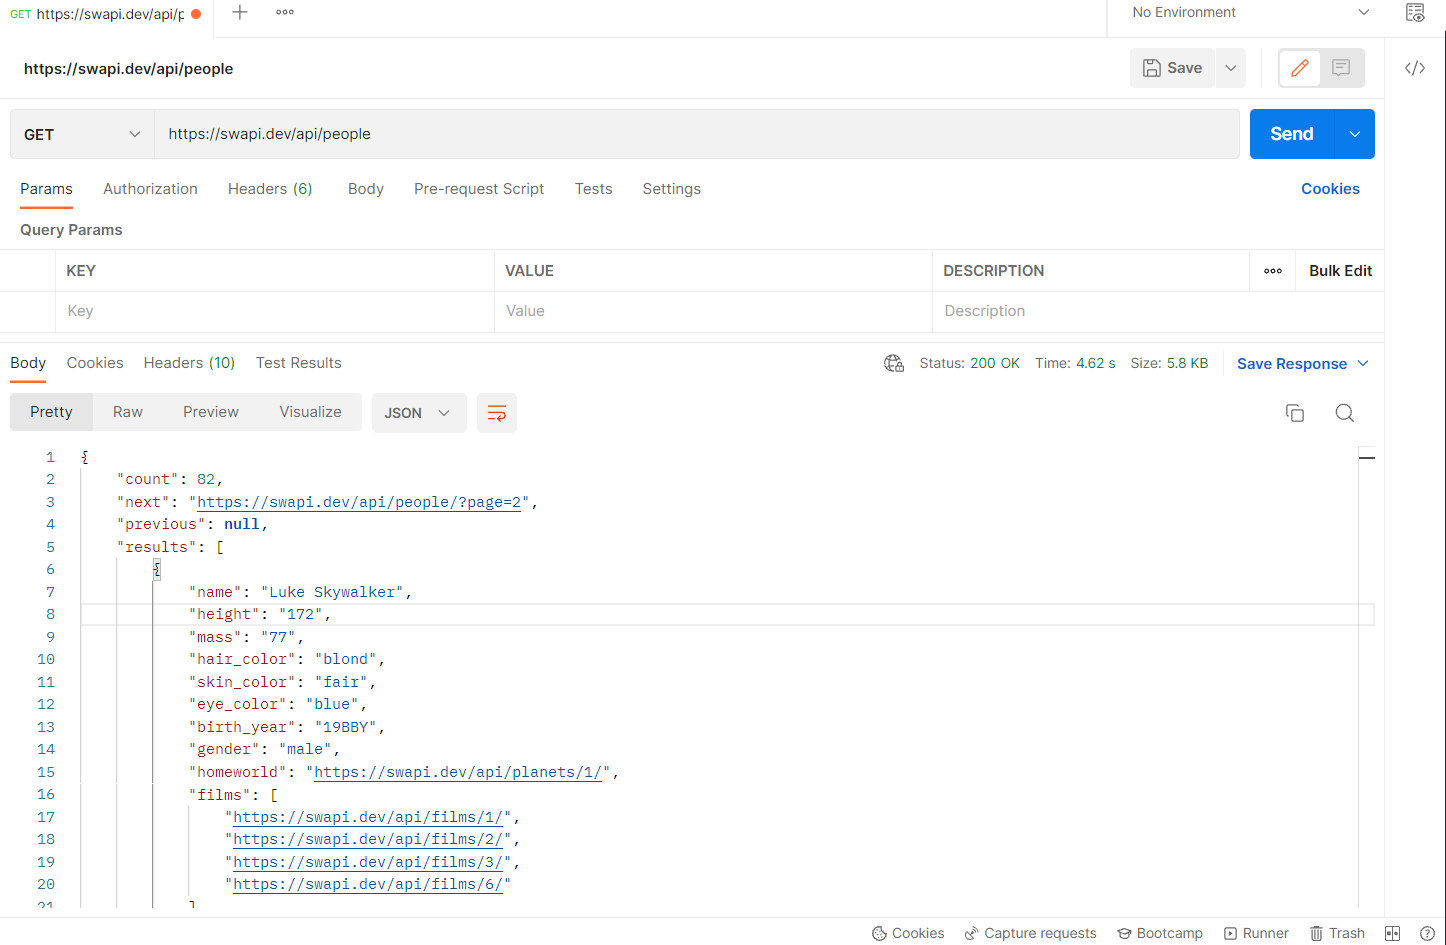 GET https://swapi.dev/api/p
No Environment
https://swapi.dev/api/people
Save
GET https://swapi.dev/api/people Send
Params Authorization Headers (6) Body Pre-request Script Tests Settings Cookies
Query Params
KEY VALUE DESCRIPTION Bulk Edit
Key Value Description
Body Cookies Headers (10) Test Results Status: 200 OK Time: 4.62 s Size: 5.8 KB Save Response
Pretty Raw Preview Visualize JSON
1 {
2 "count": 82,
3 "next": "https://swapi.dev/api/people/?page=2",
4 "previous": null,
5 "results": [
6 {
7 "name": "Luke Skywalker",
8 "height": "172",
9 "mass": "77",
10 "hair_color": "blond",
11 "skin_color": "fair",
12 "eye_color": "blue",
13 "birth_year": "19BBY",
14 "gender": "male",
15 "homeworld": "https://swapi.dev/api/planets/1/",
16 "films": [
17 "https://swapi.dev/api/films/1/",
18 "https://swapi.dev/api/films/2/",
19 "https://swapi.dev/api/films/3/",
20 "https://swapi.dev/api/films/6/"
21 ]
Cookies Capture requests Bootcamp Runner Trash